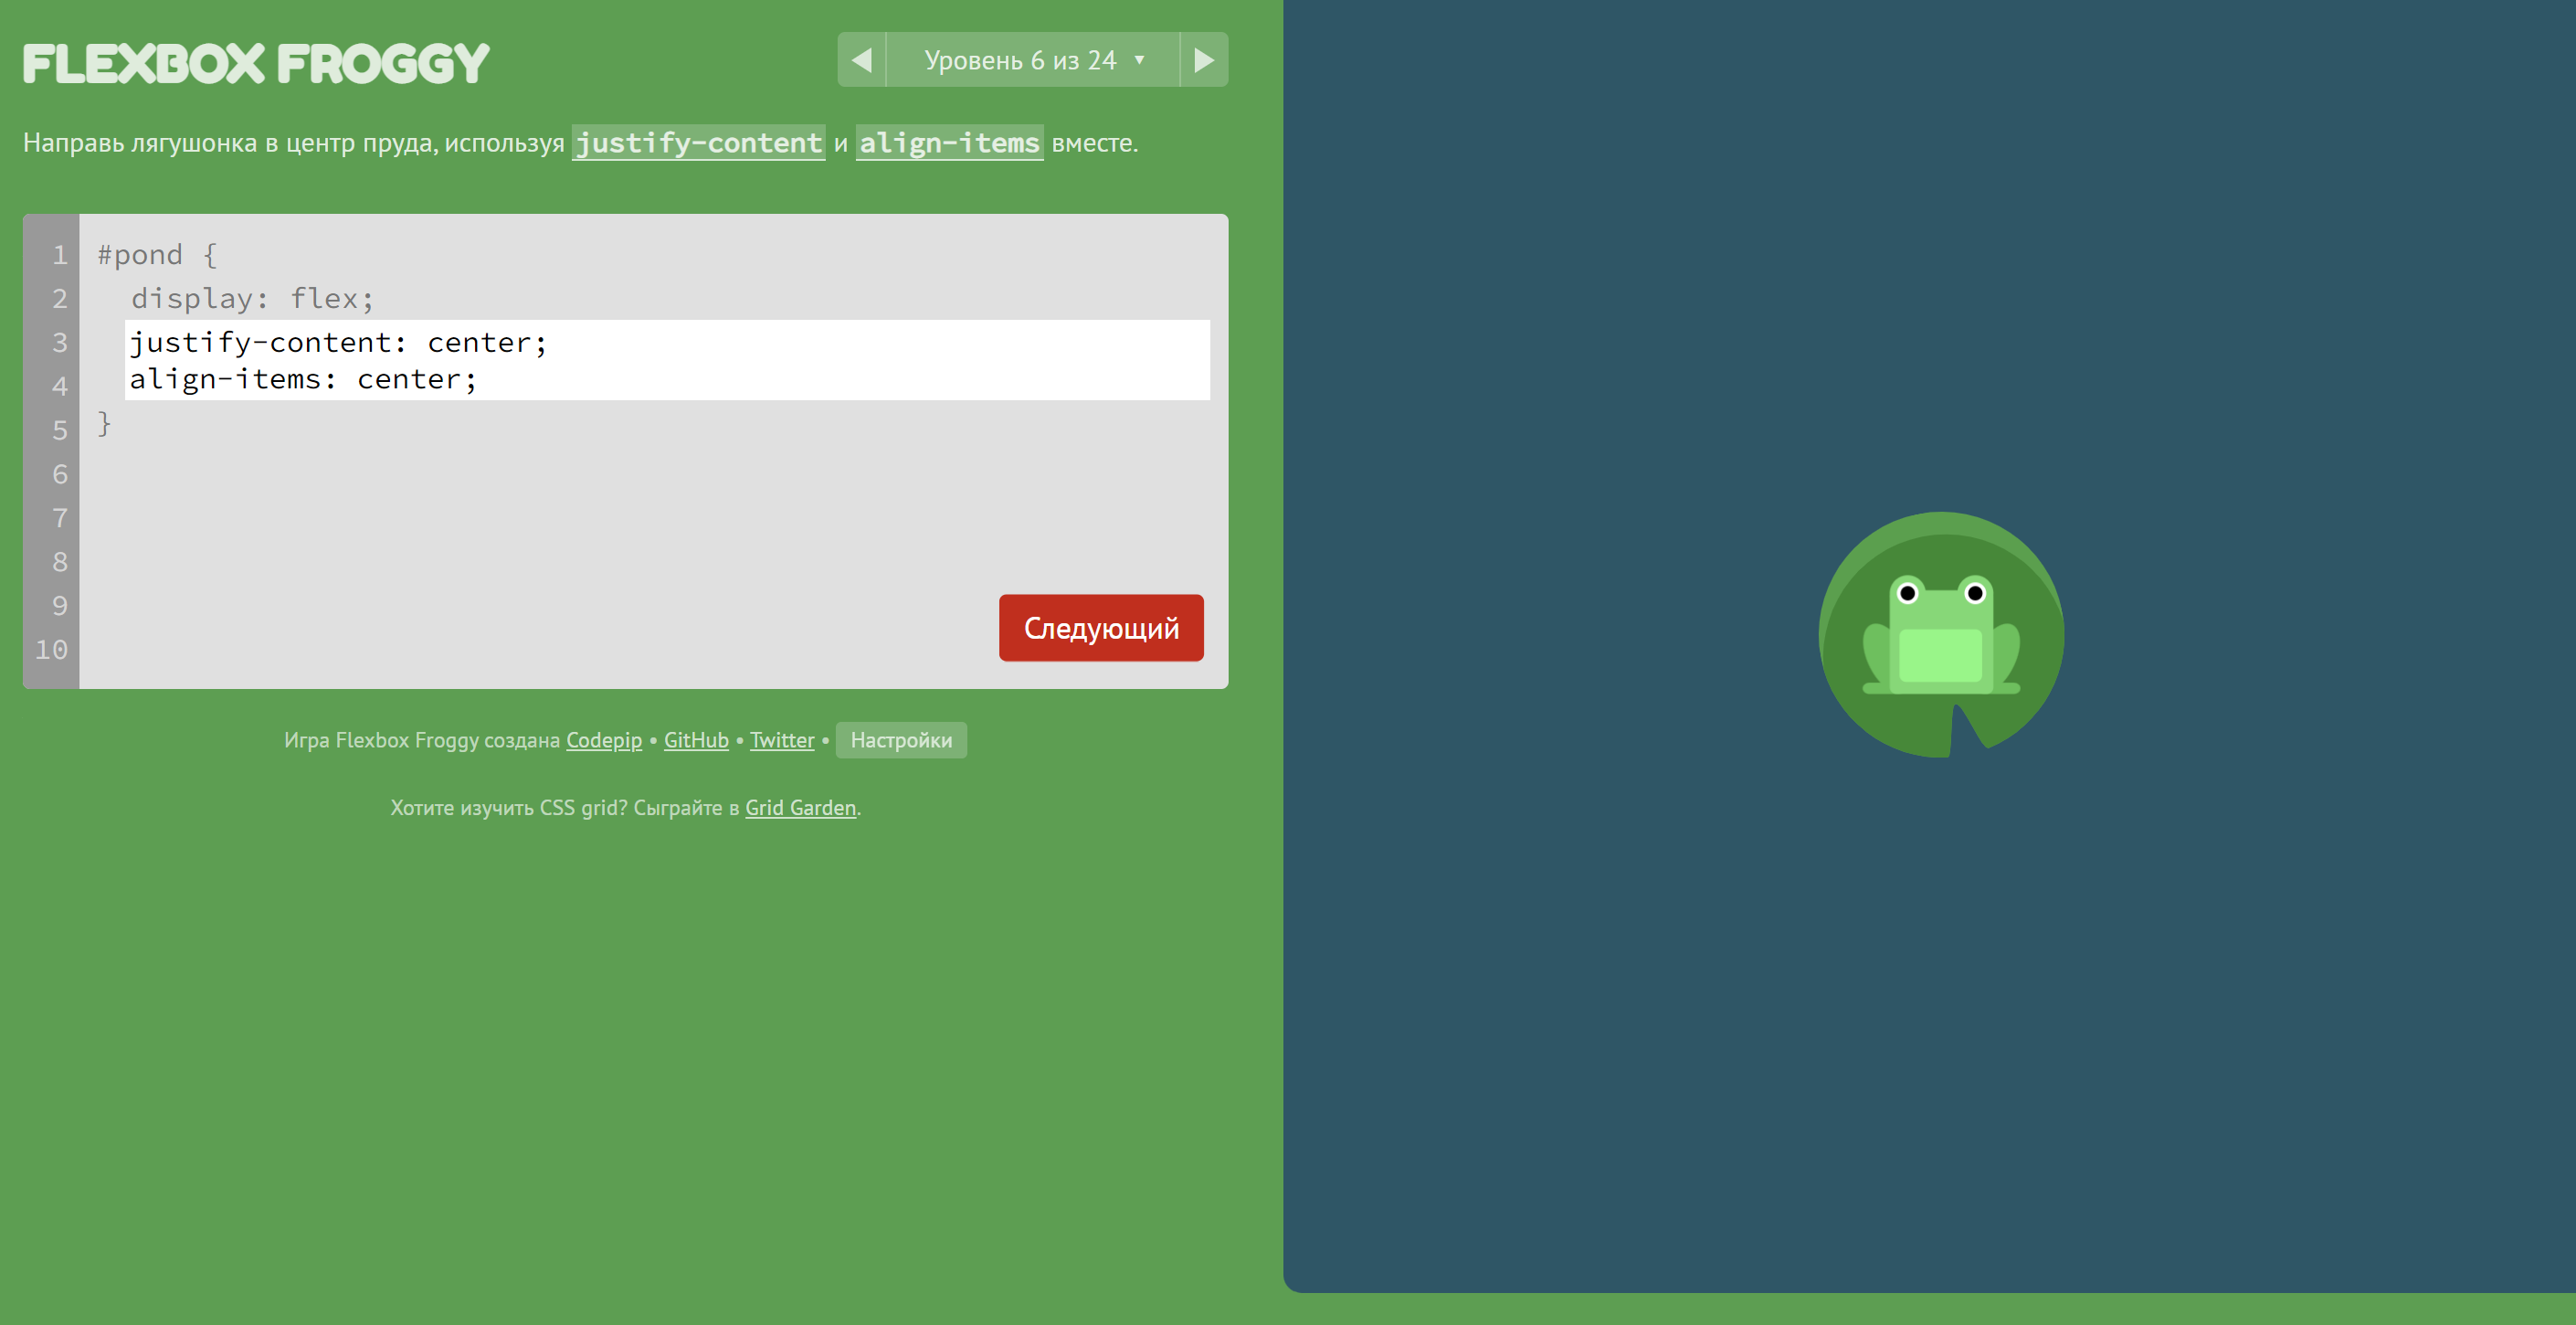 FLEXBOX FROGGY
Уровень 6 из 24
Направь лягушонка в центр пруда, используя justify-content и align-items вместе.
1 #pond {
2 display: flex;
3 justify-content: center;
4 align-items: center;
5 }
6
7
8
9
10
Следующий
Игра Flexbox Froggy создана Codepip • GitHub • Twitter • Настройки
Хотите изучить CSS grid? Сыграйте в Grid Garden.